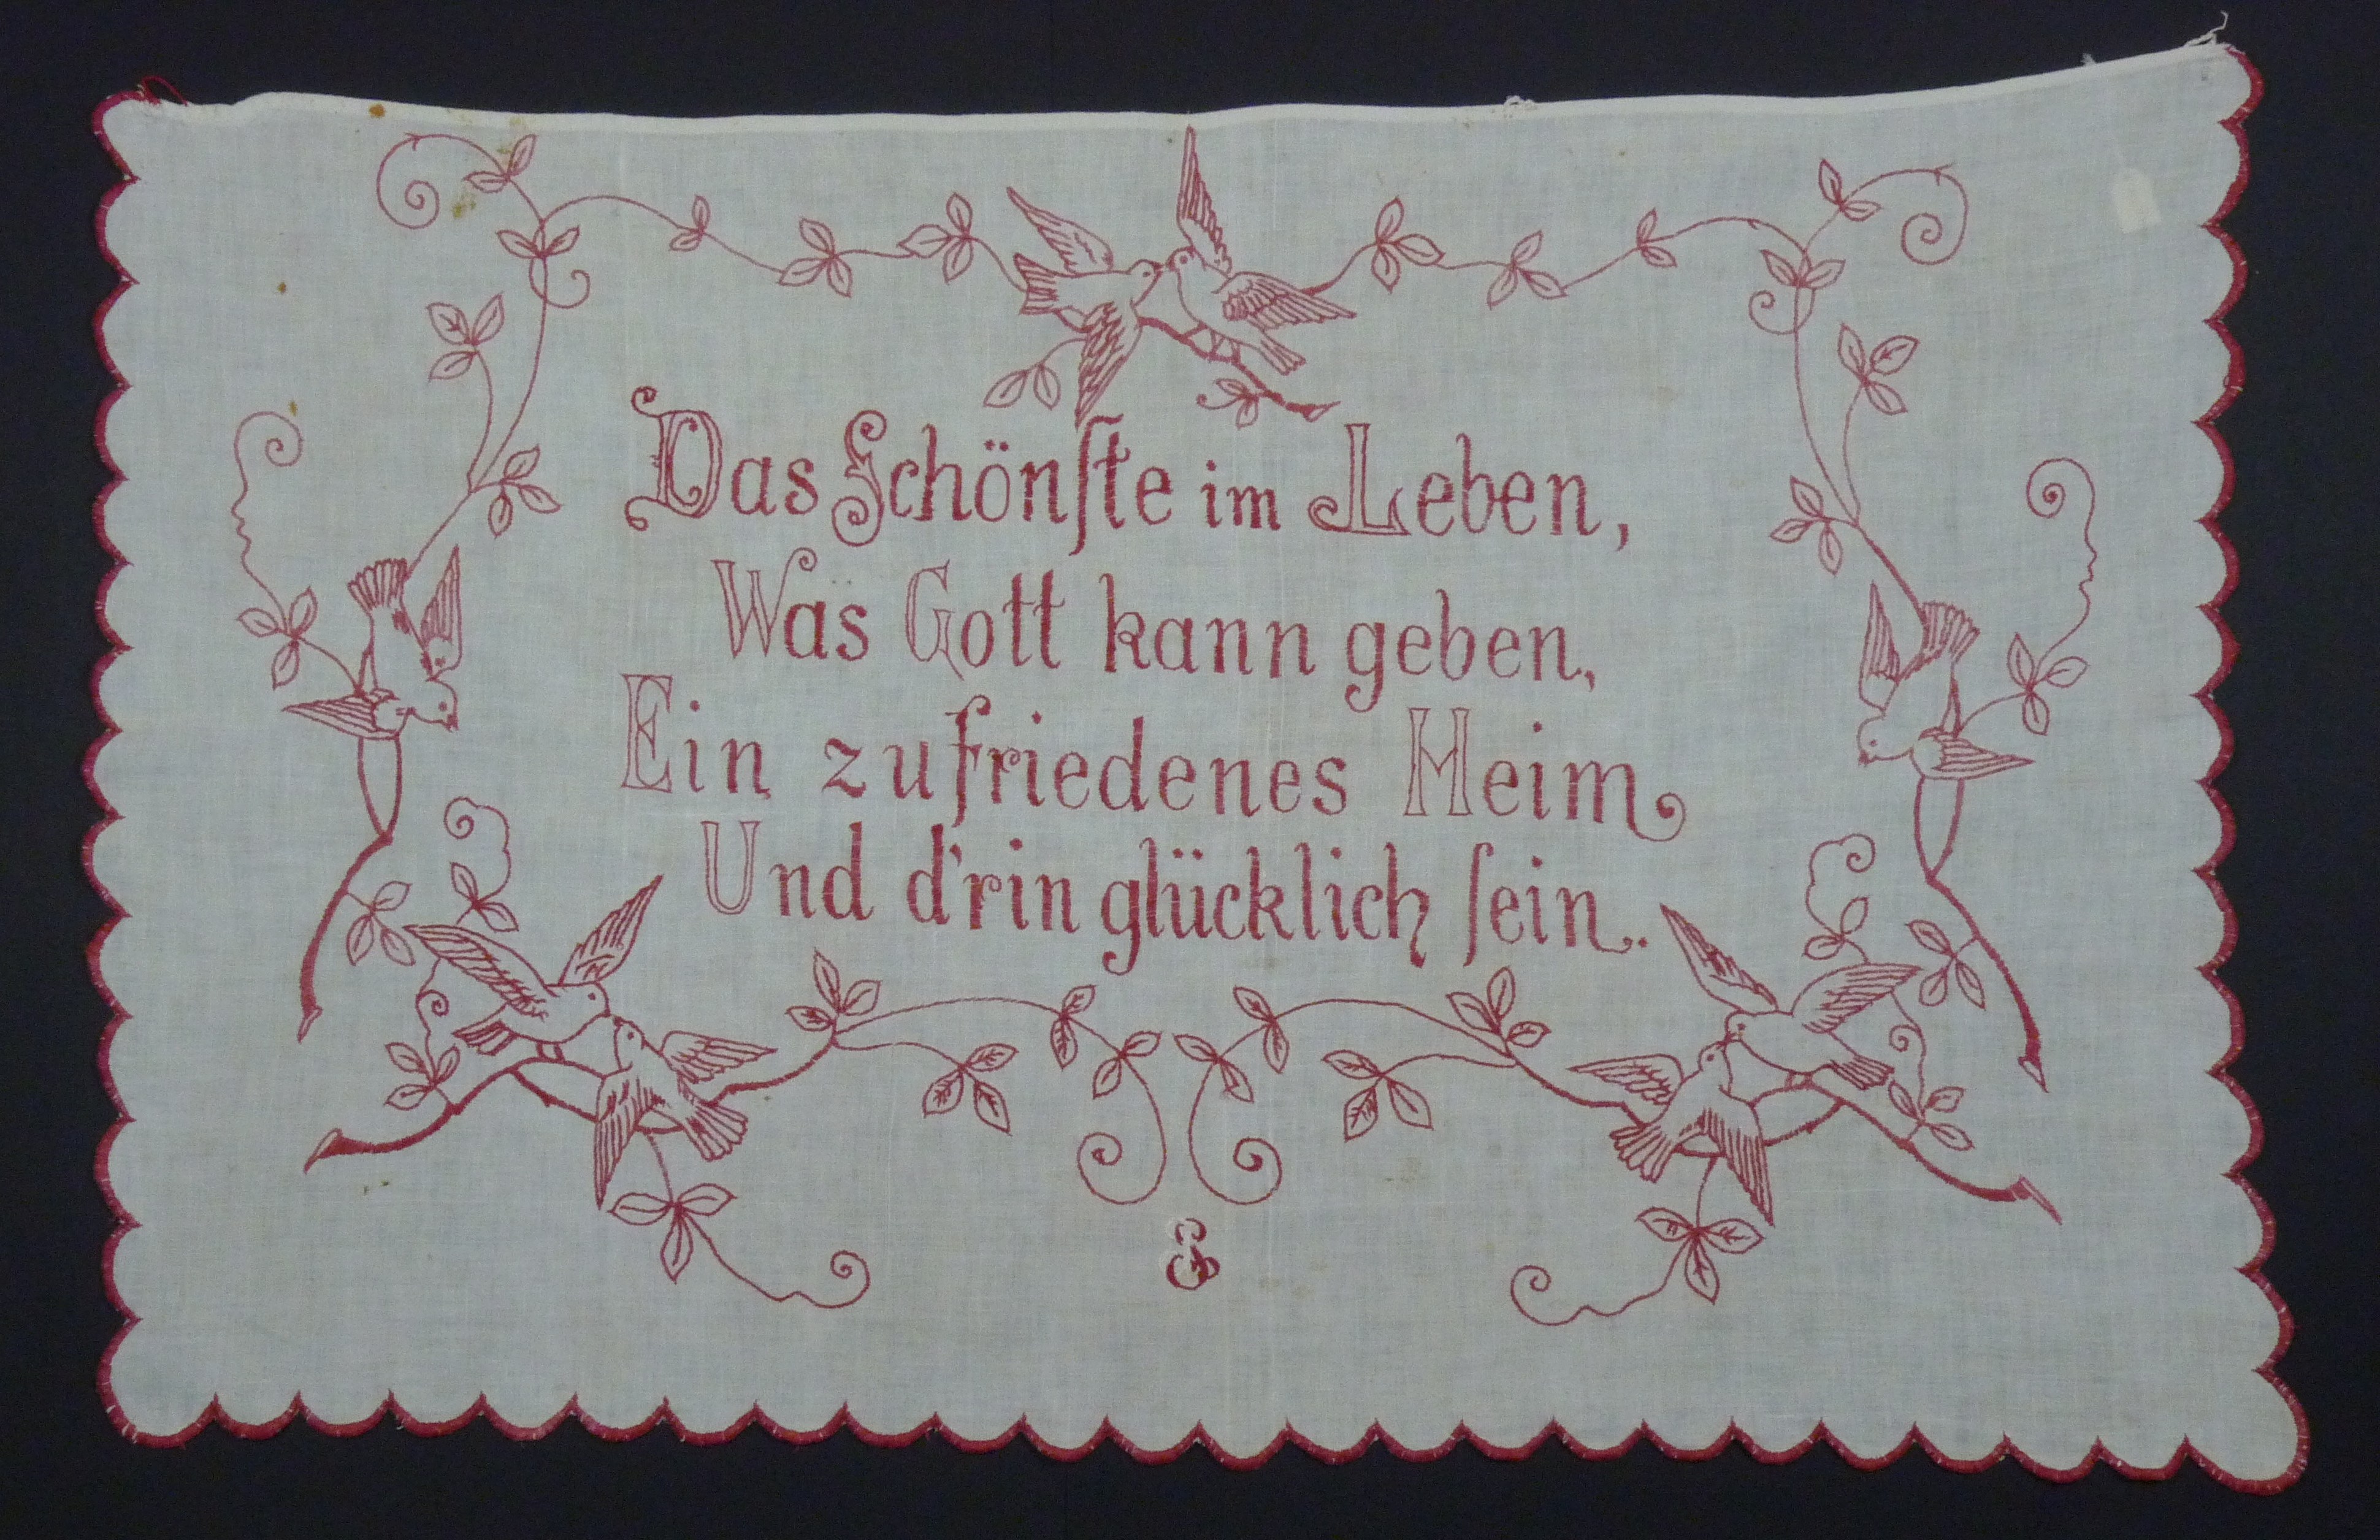 Das Schönſte im Leben,
Was Gott kann geben,
Ein zufriedenes Heim
Und d'rin glücklich ſein.